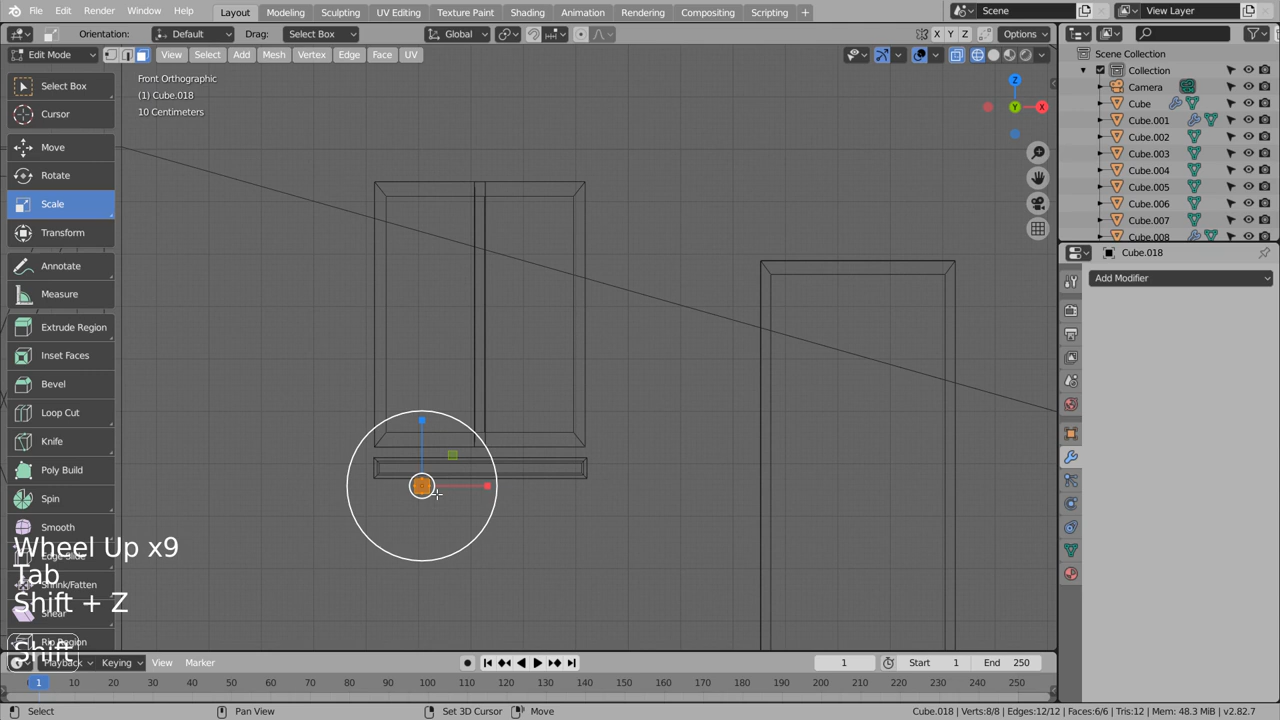 File Edit Render Window Help Layout Modeling Sculpting UV Editing Texture Paint Shading Animation Rendering Compositing Scripting + Scene View Layer
Orientation: Default Drag: Select Box Global X Y Z Options
Edit Mode View Select Add Mesh Vertex Edge Face UV
Front Orthographic
(1) Cube.018
10 Centimeters
Z
Y
X
Select Box
Cursor
Move
Rotate
Scale
Transform
Annotate
Measure
Extrude Region
Inset Faces
Bevel
Loop Cut
Knife
Poly Build
Spin
Smooth
Edge Slide
Shrink/Fatten
Shear
Rip Region
Wheel Up x9
Tab
Shift + Z
Shift
Scene Collection
Collection
Camera
Cube
Cube.001
Cube.002
Cube.003
Cube.004
Cube.005
Cube.006
Cube.007
Cube.008
Cube.018
Add Modifier
Playback Keying View Marker 1 Start 1 End 250
1 10 20 30 40 50 60 70 80 90 100 110 120 130 140 150 160 170 180 190 200 210 220 230 240 250
Select Pan View Set 3D Cursor Move Cube.018 | Verts:8/8 | Edges:12/12 | Faces:6/6 | Tris:12 | Mem: 48.3 MiB | v2.82.7